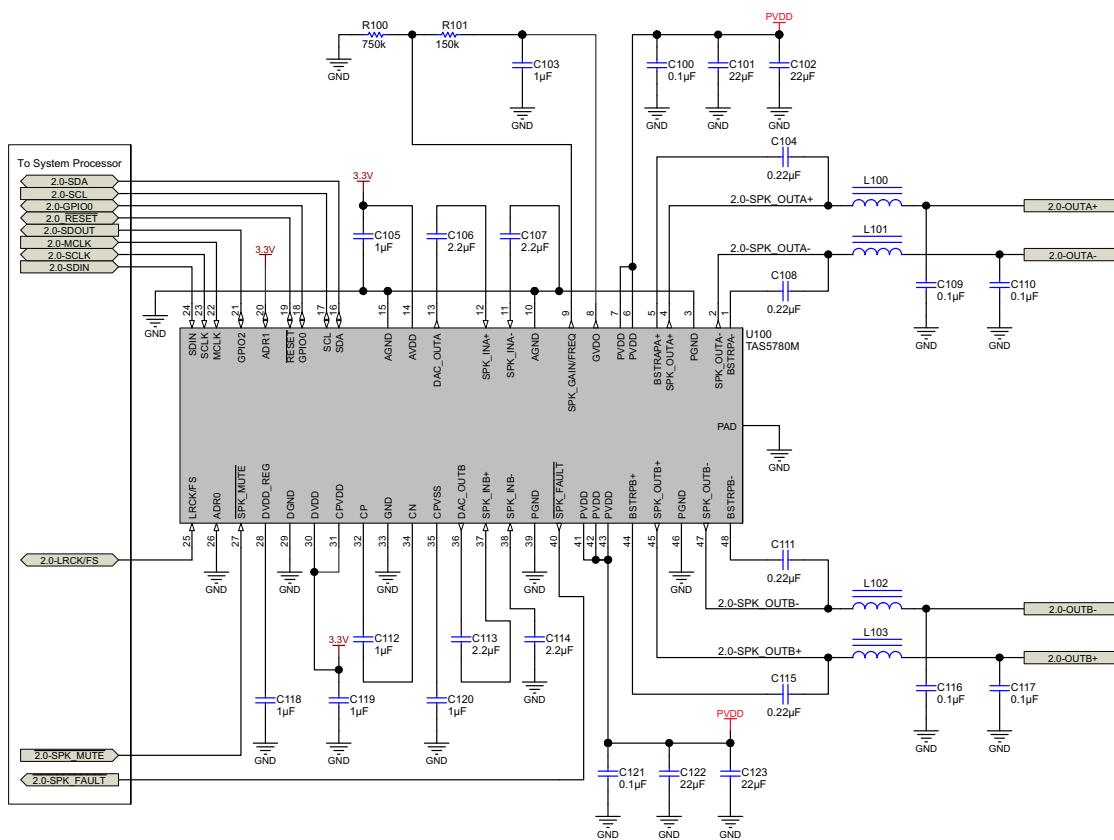 PVDD
R100
750k
R101
150k
C103
1µF
GND
GND
C100
0.1µF
C101
22µF
C102
22µF
GND
GND
GND
C104
0.22µF
To System Processor
2.0-SDA
2.0-SCL
2.0-GPIO0
2.0_RESET
2.0-SDOUT
2.0-MCLK
2.0-SCLK
2.0-SDIN
3.3V
3.3V
C105
1µF
C106
2.2µF
C107
2.2µF
2.0-SPK_OUTA+
L100
2.0-OUTA+
2.0-SPK_OUTA-
L101
2.0-OUTA-
C108
0.22µF
C109
0.1µF
C110
0.1µF
GND
GND
GND
24 23 22 21 20 19 18 17 16 15 14 13 12 11 10 9 8 7 6 5 4 3 2 1
SDIN
SCLK
MCLK
GPIO2
ADR1
RESET
GPIO0
SCL
SDA
AGND
AVDD
DAC_OUTA
SPK_INA+
SPK_INA-
AGND
SPK_GAIN/FREQ
GVDO
PVDD
PVDD
BSTRAPA+
SPK_OUTA+
PGND
SPK_OUTA-
BSTRPA-
U100
TAS5780M
PAD
GND
LRCK/FS
ADR0
SPK_MUTE
DVDD_REG
DGND
DVDD
CPVDD
CP
GND
CN
CPVSS
DAC_OUTB
SPK_INB+
SPK_INB-
PGND
SPK_FAULT
PVDD
PVDD
PVDD
BSTRPB+
SPK_OUTB+
PGND
SPK_OUTB-
BSTRPB-
25 26 27 28 29 30 31 32 33 34 35 36 37 38 39 40 41 42 43 44 45 46 47 48
2.0-LRCK/FS
GND
GND
GND
GND
GND
C111
0.22µF
2.0-SPK_OUTB-
L102
2.0-OUTB-
3.3V
C112
1µF
C113
2.2µF
C114
2.2µF
2.0-SPK_OUTB+
L103
2.0-OUTB+
GND
C118
1µF
C119
1µF
C120
1µF
C115
0.22µF
C116
0.1µF
C117
0.1µF
GND
GND
GND
GND
GND
PVDD
2.0-SPK_MUTE
2.0-SPK_FAULT
C121
0.1µF
C122
22µF
C123
22µF
GND
GND
GND